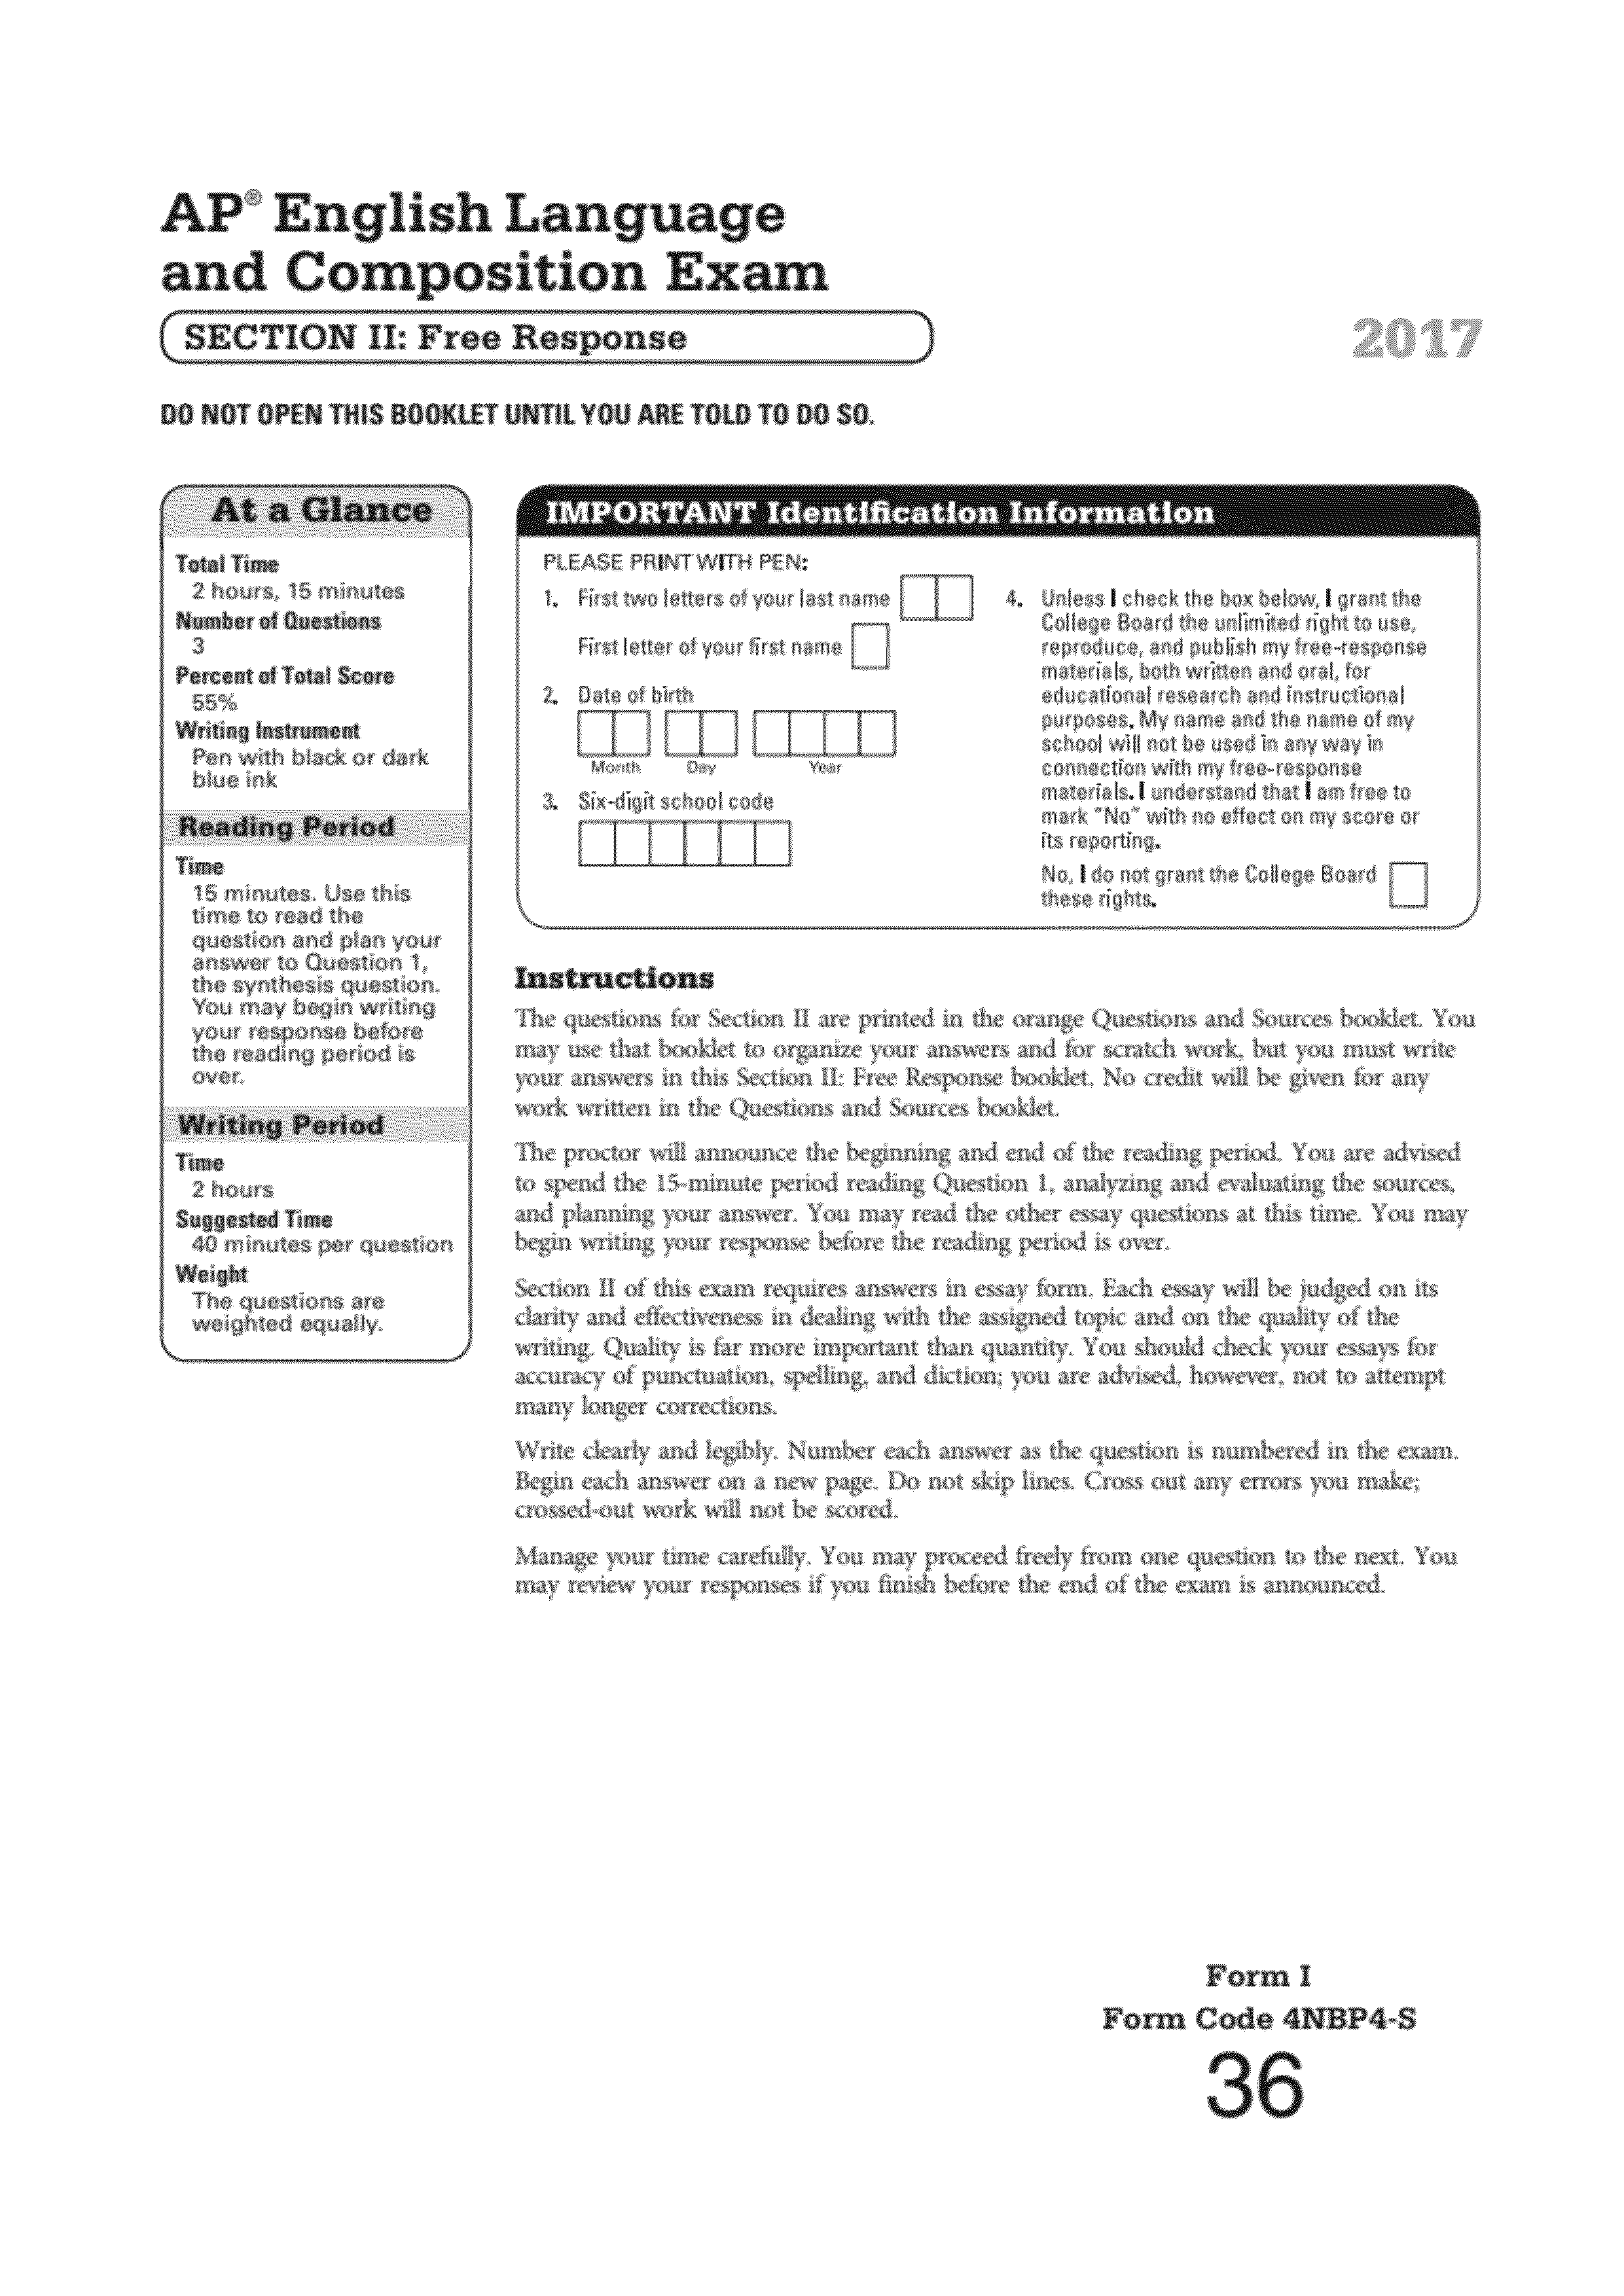 AP® English Language
and Composition Exam
SECTION II: Free Response
2017
DO NOT OPEN THIS BOOKLET UNTIL YOU ARE TOLD TO DO SO.
At a Glance
Total Time
2 hours, 15 minutes
Number of Questions
3
Percent of Total Score
55%
Writing Instrument
Pen with black or dark
blue ink
Reading Period
Time
15 minutes. Use this
time to read the
question and plan your
answer to Question 1,
the synthesis question.
You may begin writing
your response before
the reading period is
over.
Writing Period
Time
2 hours
Suggested Time
40 minutes per question
Weight
The questions are
weighted equally.
IMPORTANT Identification Information
PLEASE PRINT WITH PEN:
1. First two letters of your last name
First letter of your first name
2. Date of birth
Month Day Year
3. Six-digit school code
4. Unless I check the box below, I grant the
College Board the unlimited right to use,
reproduce, and publish my free-response
materials, both written and oral, for
educational research and instructional
purposes. My name and the name of my
school will not be used in any way in
connection with my free-response
materials. I understand that I am free to
mark "No" with no effect on my score or
its reporting.
No, I do not grant the College Board
these rights.
Instructions
The questions for Section II are printed in the orange Questions and Sources booklet. You
may use that booklet to organize your answers and for scratch work, but you must write
your answers in this Section II: Free Response booklet. No credit will be given for any
work written in the Questions and Sources booklet.
The proctor will announce the beginning and end of the reading period. You are advised
to spend the 15-minute period reading Question 1, analyzing and evaluating the sources,
and planning your answer. You may read the other essay questions at this time. You may
begin writing your response before the reading period is over.
Section II of this exam requires answers in essay form. Each essay will be judged on its
clarity and effectiveness in dealing with the assigned topic and on the quality of the
writing. Quality is far more important than quantity. You should check your essays for
accuracy of punctuation, spelling, and diction; you are advised, however, not to attempt
many longer corrections.
Write clearly and legibly. Number each answer as the question is numbered in the exam.
Begin each answer on a new page. Do not skip lines. Cross out any errors you make;
crossed-out work will not be scored.
Manage your time carefully. You may proceed freely from one question to the next. You
may review your responses if you finish before the end of the exam is announced.
Form I
Form Code 4NBP4-S
36